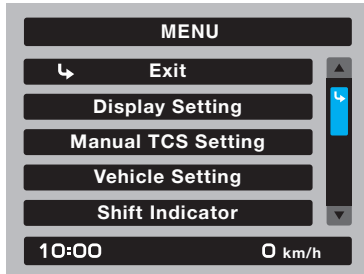 MENU
Exit
Display Setting
Manual TCS Setting
Vehicle Setting
Shift Indicator
10:00 0 km/h